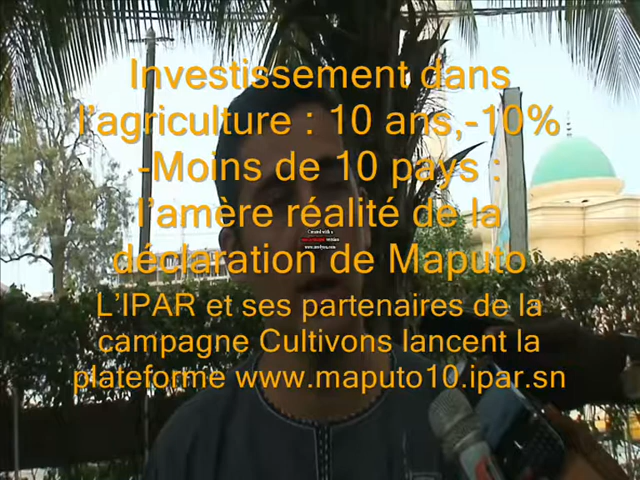 Investissement dans
l'agriculture : 10 ans,-10%
-Moins de 10 pays :
l'amère réalité de la
déclaration de Maputo
L'IPAR et ses partenaires de la
campagne Cultivons lancent la
plateforme www.maputo10.ipar.sn